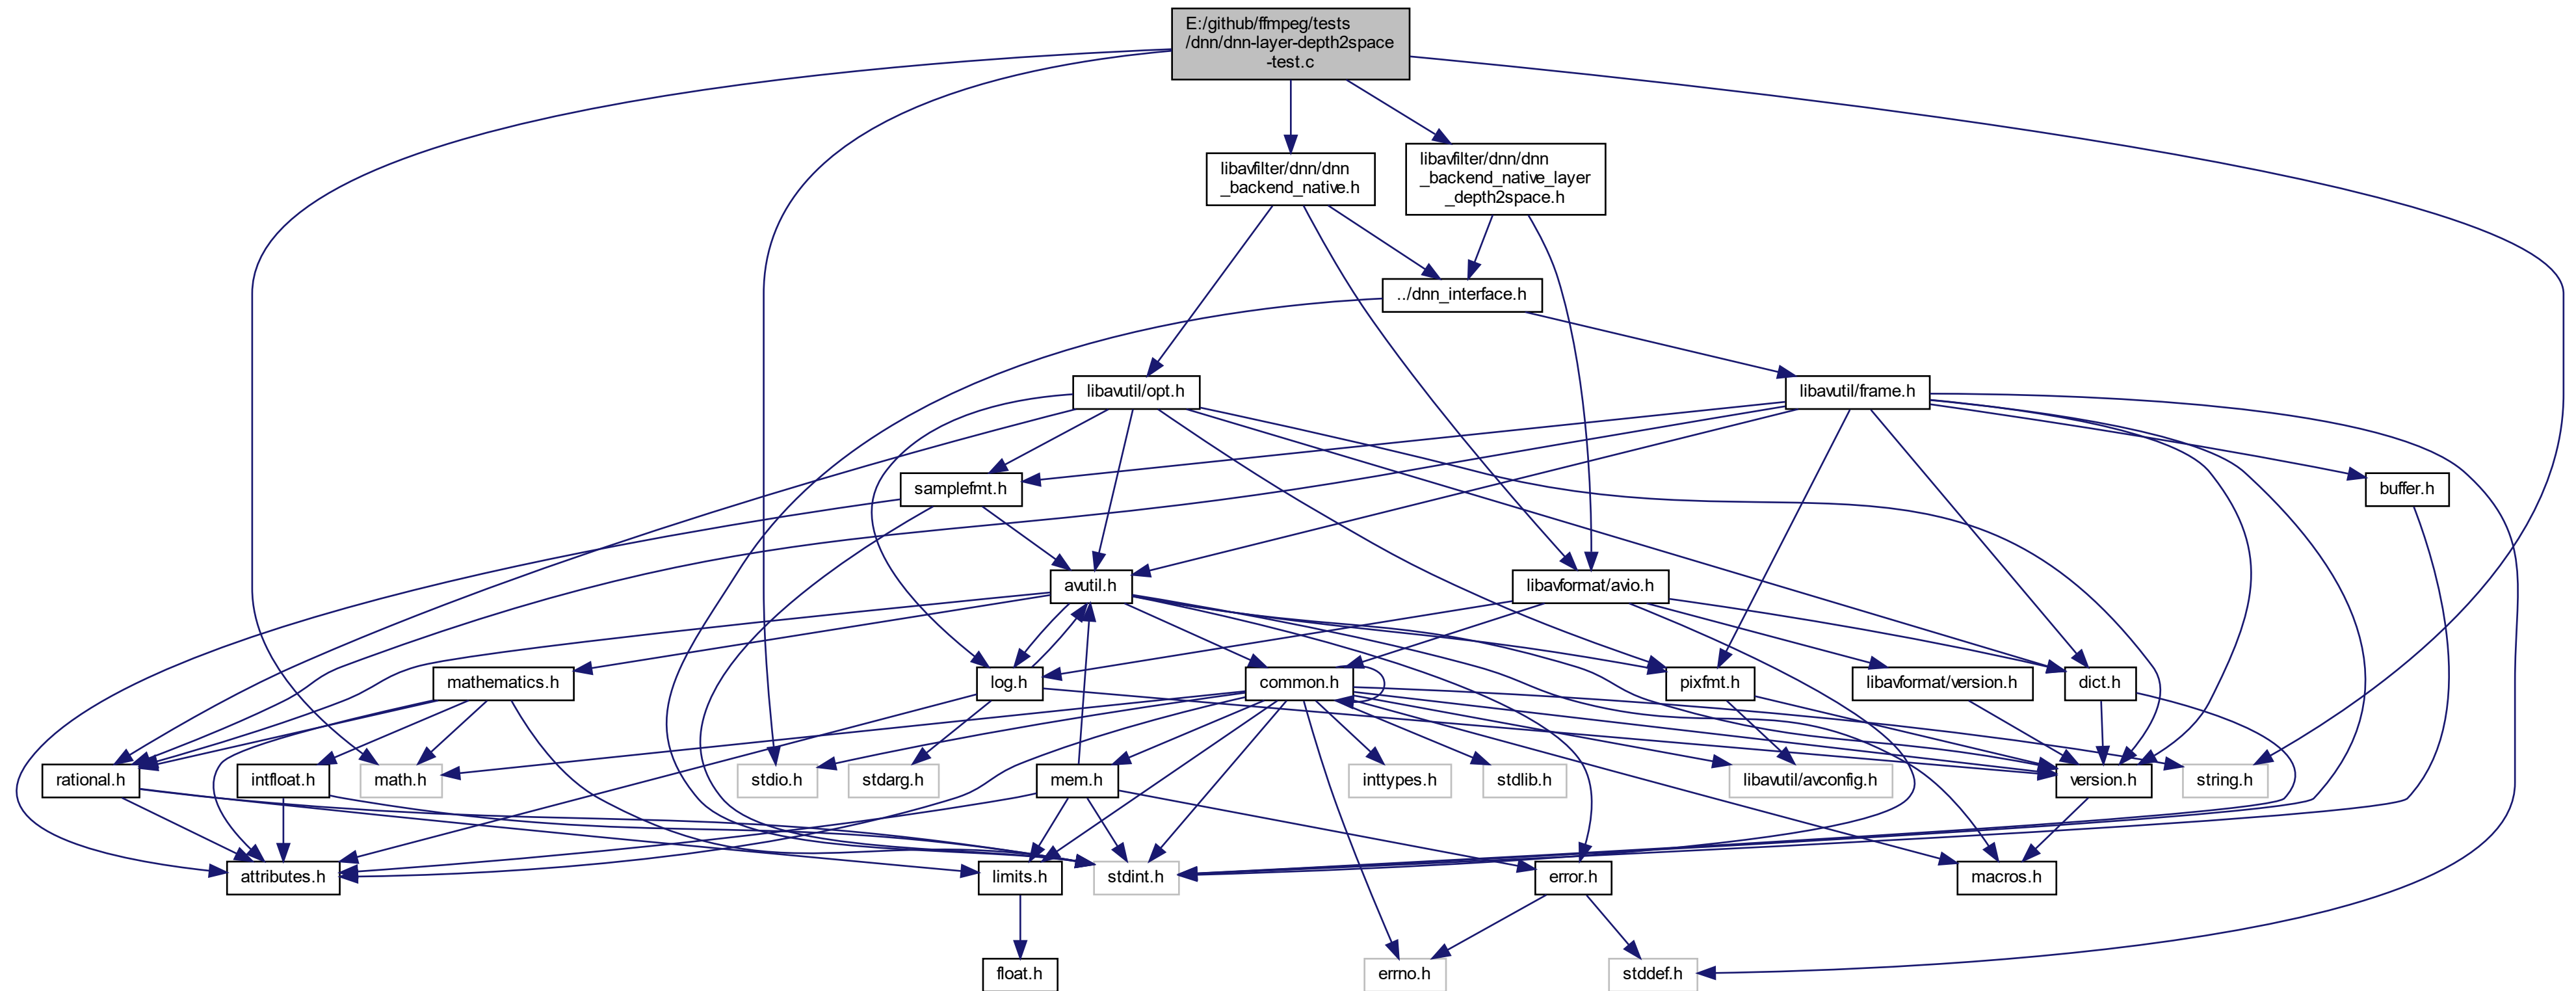 E:/github/ffmpeg/tests
/dnn/dnn-layer-depth2space
-test.c
libavfilter/dnn/dnn
_backend_native.h
libavfilter/dnn/dnn
_backend_native_layer
_depth2space.h
../dnn_interface.h
libavutil/opt.h
libavutil/frame.h
samplefmt.h
buffer.h
avutil.h
libavformat/avio.h
mathematics.h
log.h
common.h
pixfmt.h
libavformat/version.h
dict.h
rational.h
intfloat.h
math.h
stdio.h
stdarg.h
mem.h
inttypes.h
stdlib.h
libavutil/avconfig.h
version.h
string.h
attributes.h
limits.h
stdint.h
error.h
macros.h
float.h
errno.h
stddef.h